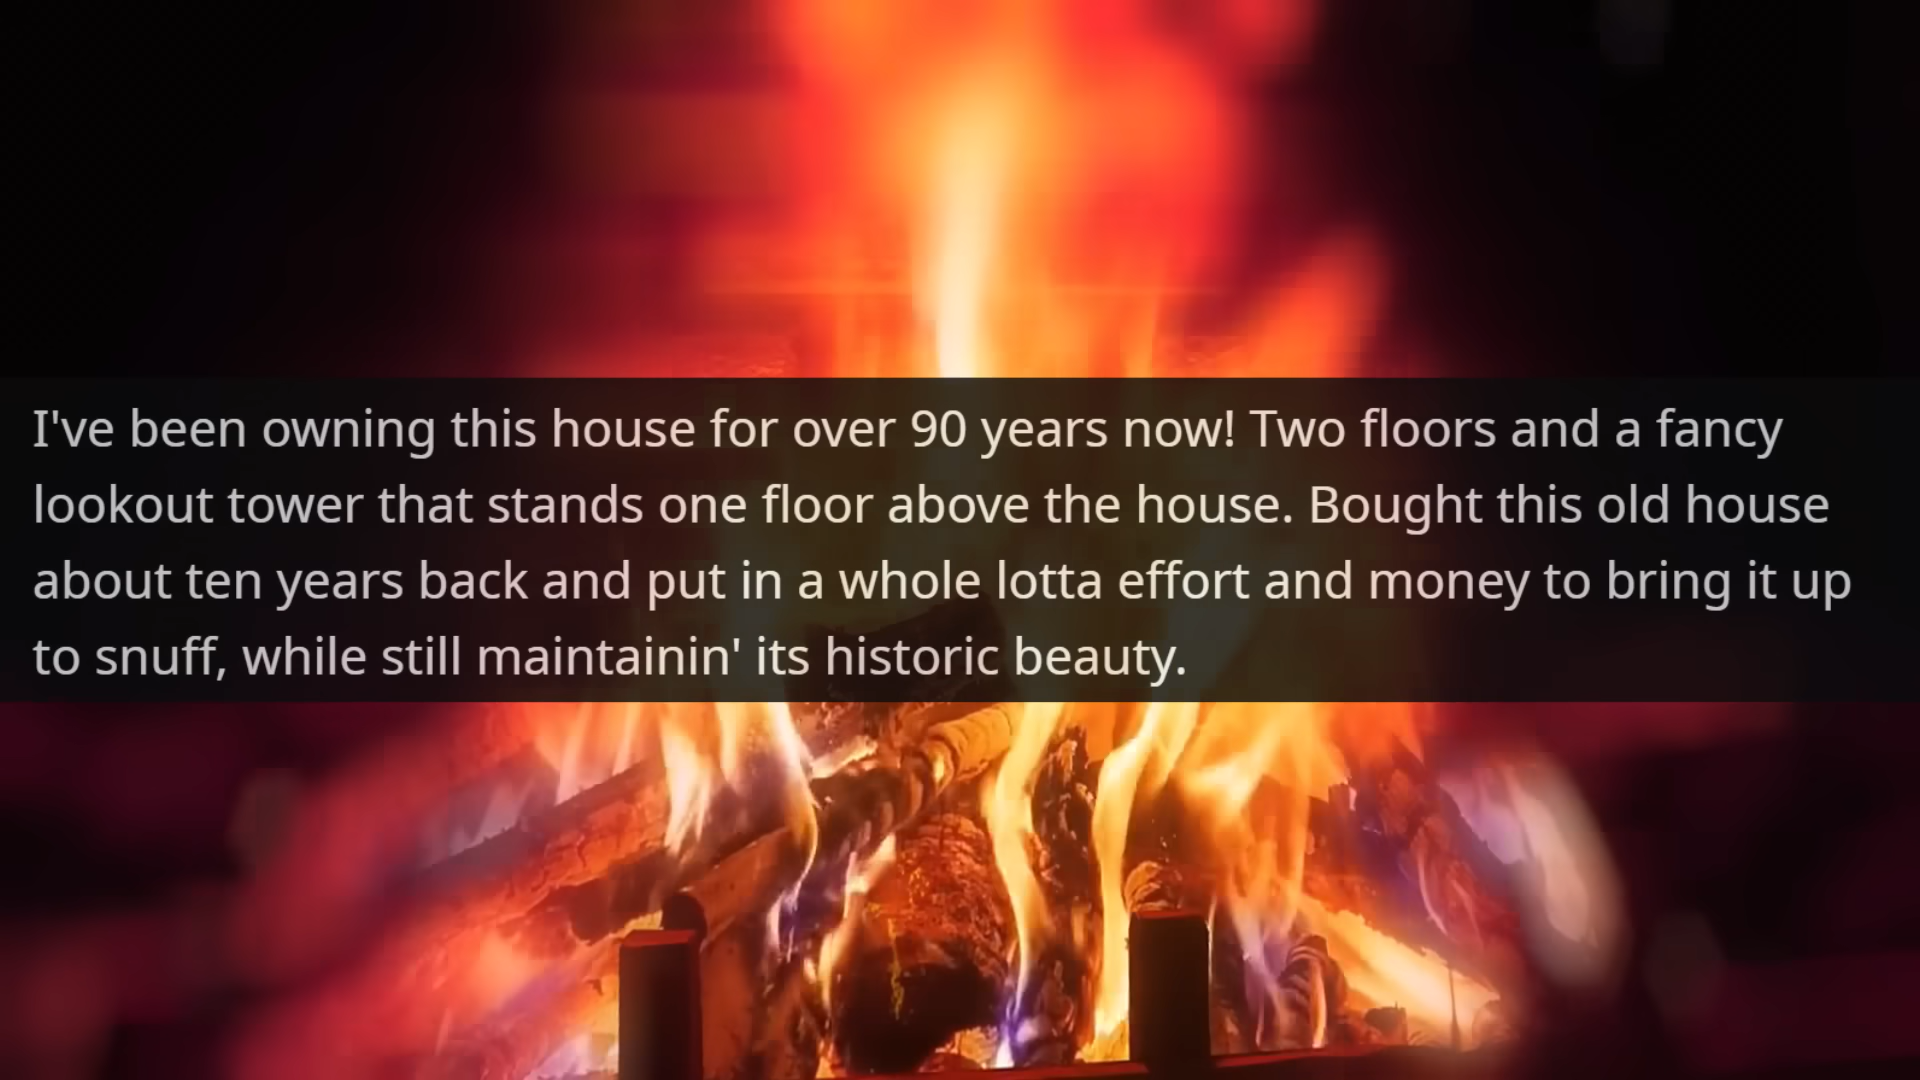 I've been owning this house for over 90 years now! Two floors and a fancy
lookout tower that stands one floor above the house. Bought this old house
about ten years back and put in a whole lotta effort and money to bring it up
to snuff, while still maintainin' its historic beauty.